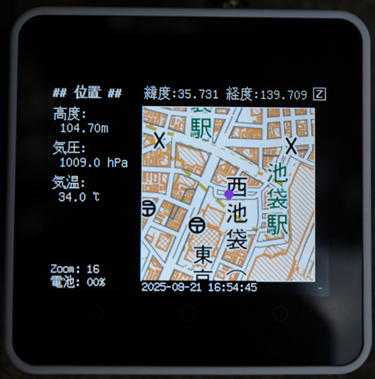 ## 位置 ##
緯度:35.731 経度:139.709 Z
高度:
104.70m
気圧:
1009.0 hPa
気温:
34.0 ℃
Zoom: 16
電池: 00%
袋駅
西池袋
池袋駅
東京
2025-09-21 16:54:45